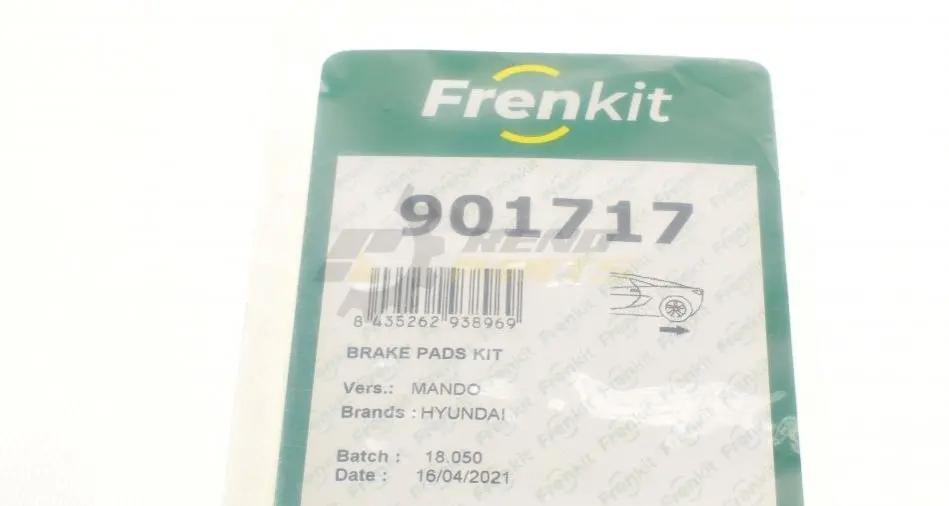 Frenkit
901717
8 435262 938969
BRAKE PADS KIT
Vers.: MANDO
Brands : HYUNDAI
Batch : 18.050
Date : 16/04/2021